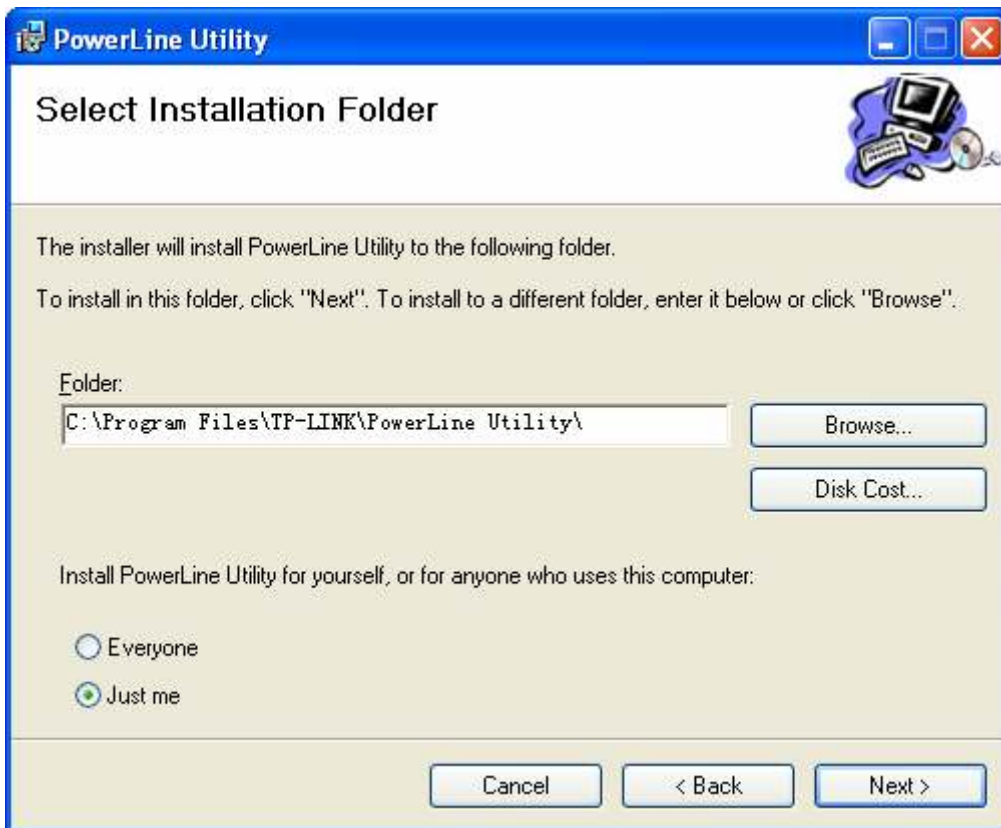 PowerLine Utility
Select Installation Folder
The installer will install PowerLine Utility to the following folder.
To install in this folder, click "Next". To install to a different folder, enter it below or click "Browse".
Folder:
C:\Program Files\TP-LINK\PowerLine Utility\
Browse...
Disk Cost...
Install PowerLine Utility for yourself, or for anyone who uses this computer:
Everyone
Just me
Cancel
< Back
Next >